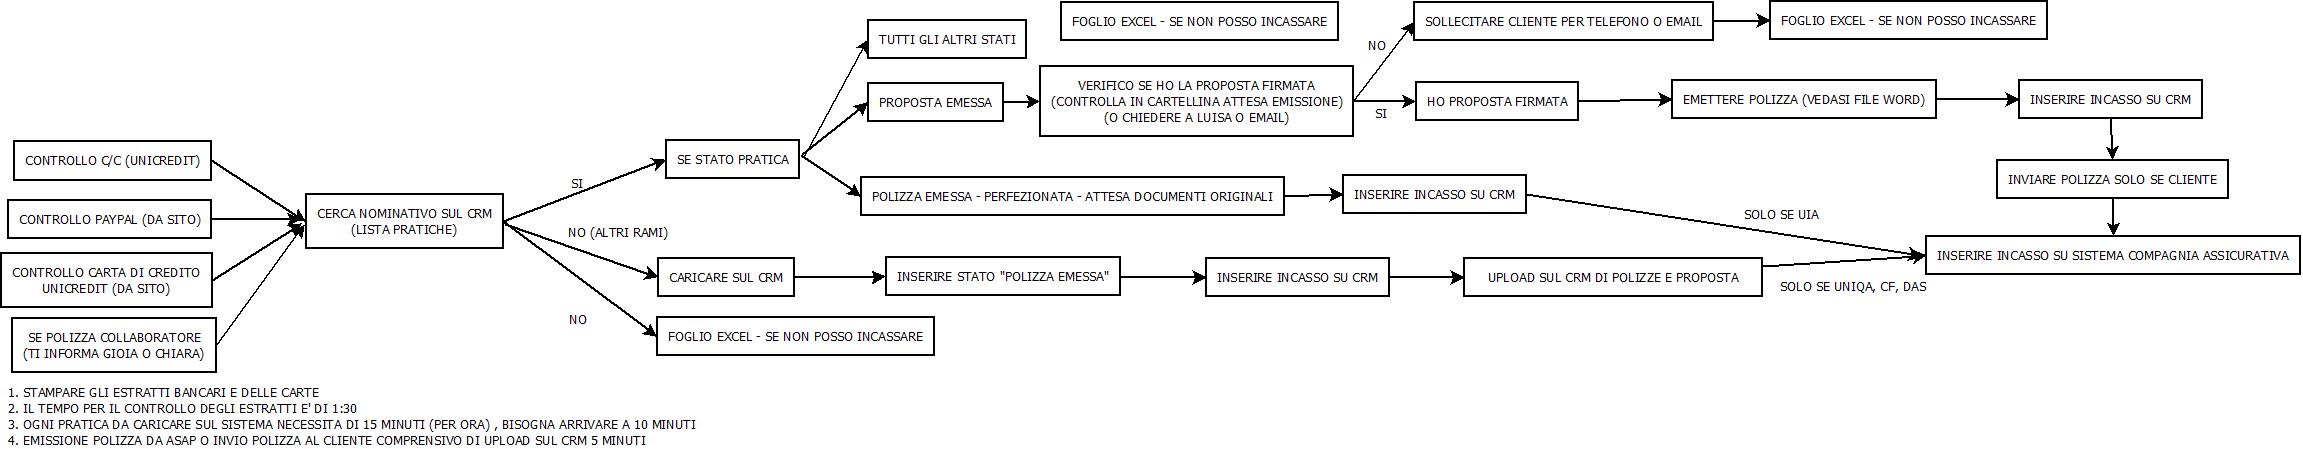 CONTROLLO C/C (UNICREDIT)
CONTROLLO PAYPAL (DA SITO)
CONTROLLO CARTA DI CREDITO
UNICREDIT (DA SITO)
SE POLIZZA COLLABORATORE
(TI INFORMA GIOIA O CHIARA)
CERCA NOMINATIVO SUL CRM
(LISTA PRATICHE)
SI
NO (ALTRI RAMI)
NO
SE STATO PRATICA
TUTTI GLI ALTRI STATI
PROPOSTA EMESSA
POLIZZA EMESSA - PERFEZIONATA - ATTESA DOCUMENTI ORIGINALI
FOGLIO EXCEL - SE NON POSSO INCASSARE
VERIFICO SE HO LA PROPOSTA FIRMATA
(CONTROLLA IN CARTELLINA ATTESA EMISSIONE)
(O CHIEDERE A LUISA O EMAIL)
NO
SI
SOLLECITARE CLIENTE PER TELEFONO O EMAIL
FOGLIO EXCEL - SE NON POSSO INCASSARE
HO PROPOSTA FIRMATA
EMETTERE POLIZZA (VEDASI FILE WORD)
INSERIRE INCASSO SU CRM
INVIARE POLIZZA SOLO SE CLIENTE
INSERIRE INCASSO SU CRM
SOLO SE UIA
INSERIRE INCASSO SU SISTEMA COMPAGNIA ASSICURATIVA
CARICARE SUL CRM
INSERIRE STATO "POLIZZA EMESSA"
INSERIRE INCASSO SU CRM
UPLOAD SUL CRM DI POLIZZE E PROPOSTA
SOLO SE UNIQA, CF, DAS
FOGLIO EXCEL - SE NON POSSO INCASSARE
1. STAMPARE GLI ESTRATTI BANCARI E DELLE CARTE
2. IL TEMPO PER IL CONTROLLO DEGLI ESTRATTI E' DI 1:30
3. OGNI PRATICA DA CARICARE SUL SISTEMA NECESSITA DI 15 MINUTI (PER ORA) , BISOGNA ARRIVARE A 10 MINUTI
4. EMISSIONE POLIZZA DA ASAP O INVIO POLIZZA AL CLIENTE COMPRENSIVO DI UPLOAD SUL CRM 5 MINUTI